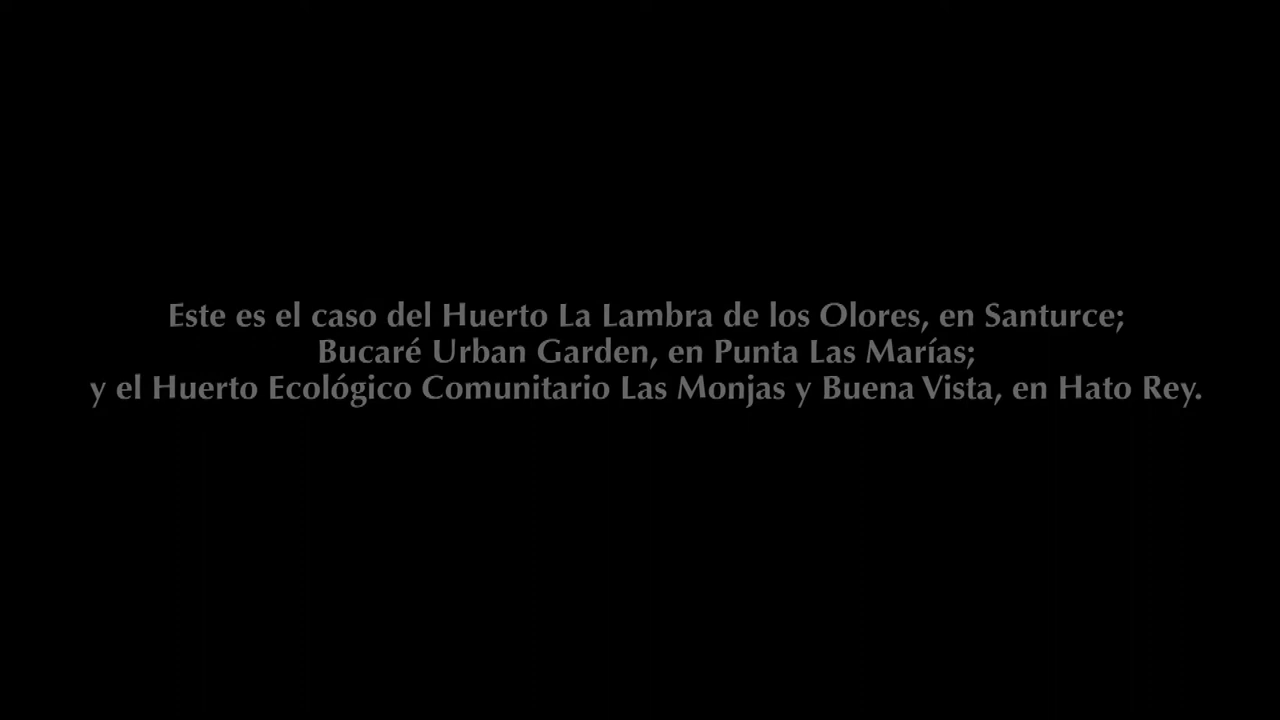 Este es el caso del Huerto La Lambra de los Olores, en Santurce;
Bucaré Urban Garden, en Punta Las Marías;
y el Huerto Ecológico Comunitario Las Monjas y Buena Vista, en Hato Rey.